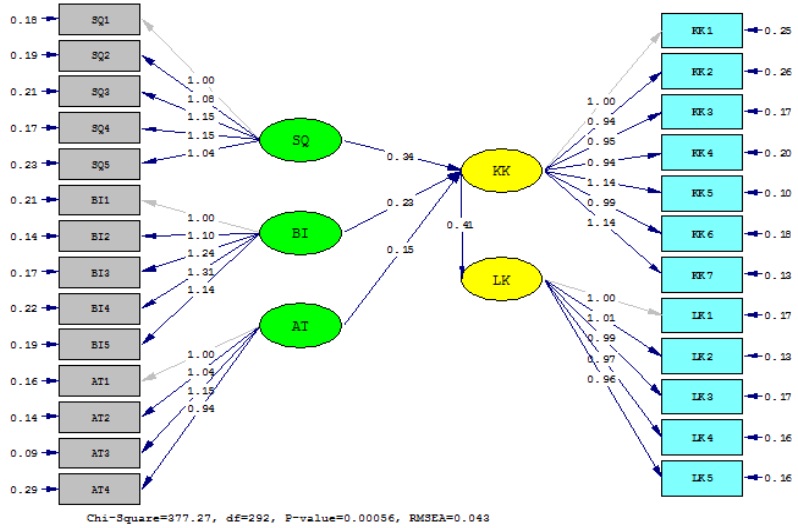 0.18 SQ1
0.19 SQ2
0.21 SQ3
0.17 SQ4
0.23 SQ5
0.21 BI1
0.14 BI2
0.17 BI3
0.22 BI4
0.19 BI5
0.16 AT1
0.14 AT2
0.09 AT3
0.29 AT4
1.00
1.08
1.15
1.15
1.04
1.00
1.10
1.24
1.31
1.14
1.00
1.04
1.15
0.94
SQ
BI
AT
0.34
0.23
0.15
KK
0.41
LK
1.00
0.94
0.95
0.94
1.14
0.99
1.14
1.00
1.01
0.99
0.97
0.96
KK1 0.25
KK2 0.26
KK3 0.17
KK4 0.20
KK5 0.10
KK6 0.18
KK7 0.13
LK1 0.17
LK2 0.13
LK3 0.17
LK4 0.16
LK5 0.16
Chi-Square=377.27, df=292, P-value=0.00056, RMSEA=0.043